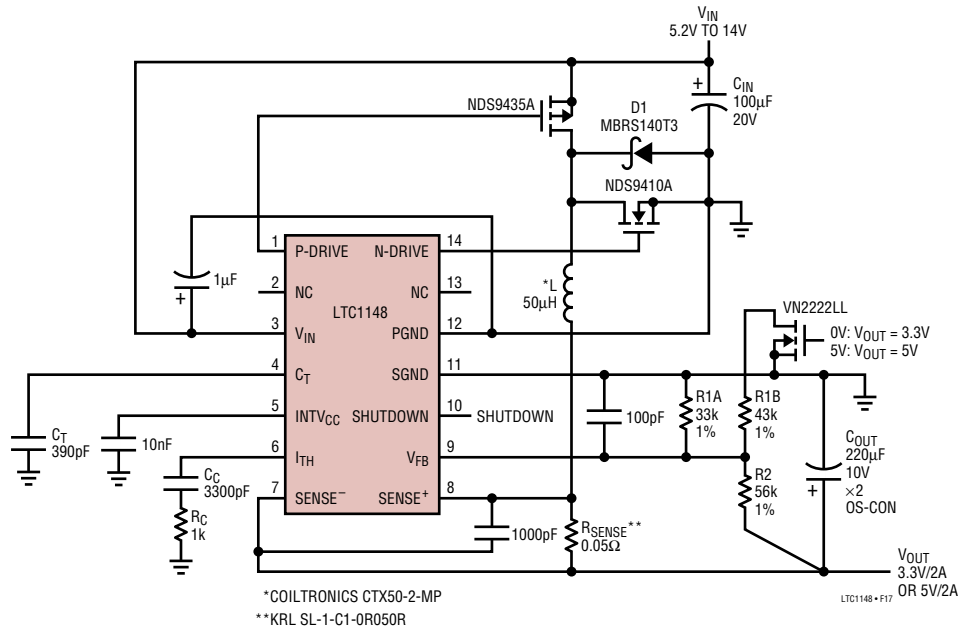 VIN
5.2V TO 14V
NDS9435A
D1
MBRS140T3
+
CIN
100µF
20V
NDS9410A
1
P-DRIVE
N-DRIVE
14
1µF
+
2
NC
NC
13
*L
50µH
LTC1148
3
VIN
PGND
12
VN2222LL
0V: VOUT = 3.3V
5V: VOUT = 5V
4
CT
SGND
11
5
INTVCC
SHUTDOWN
10
SHUTDOWN
100pF
R1A
33k
1%
R1B
43k
1%
CT
390pF
10nF
6
ITH
VFB
9
COUT
220µF
10V
×2
OS-CON
+
CC
3300pF
R2
56k
1%
7
SENSE–
SENSE+
8
RC
1k
1000pF
RSENSE**
0.05Ω
VOUT
3.3V/2A
OR 5V/2A
LTC1148 • F17
*COILTRONICS CTX50-2-MP
**KRL SL-1-C1-0R050R